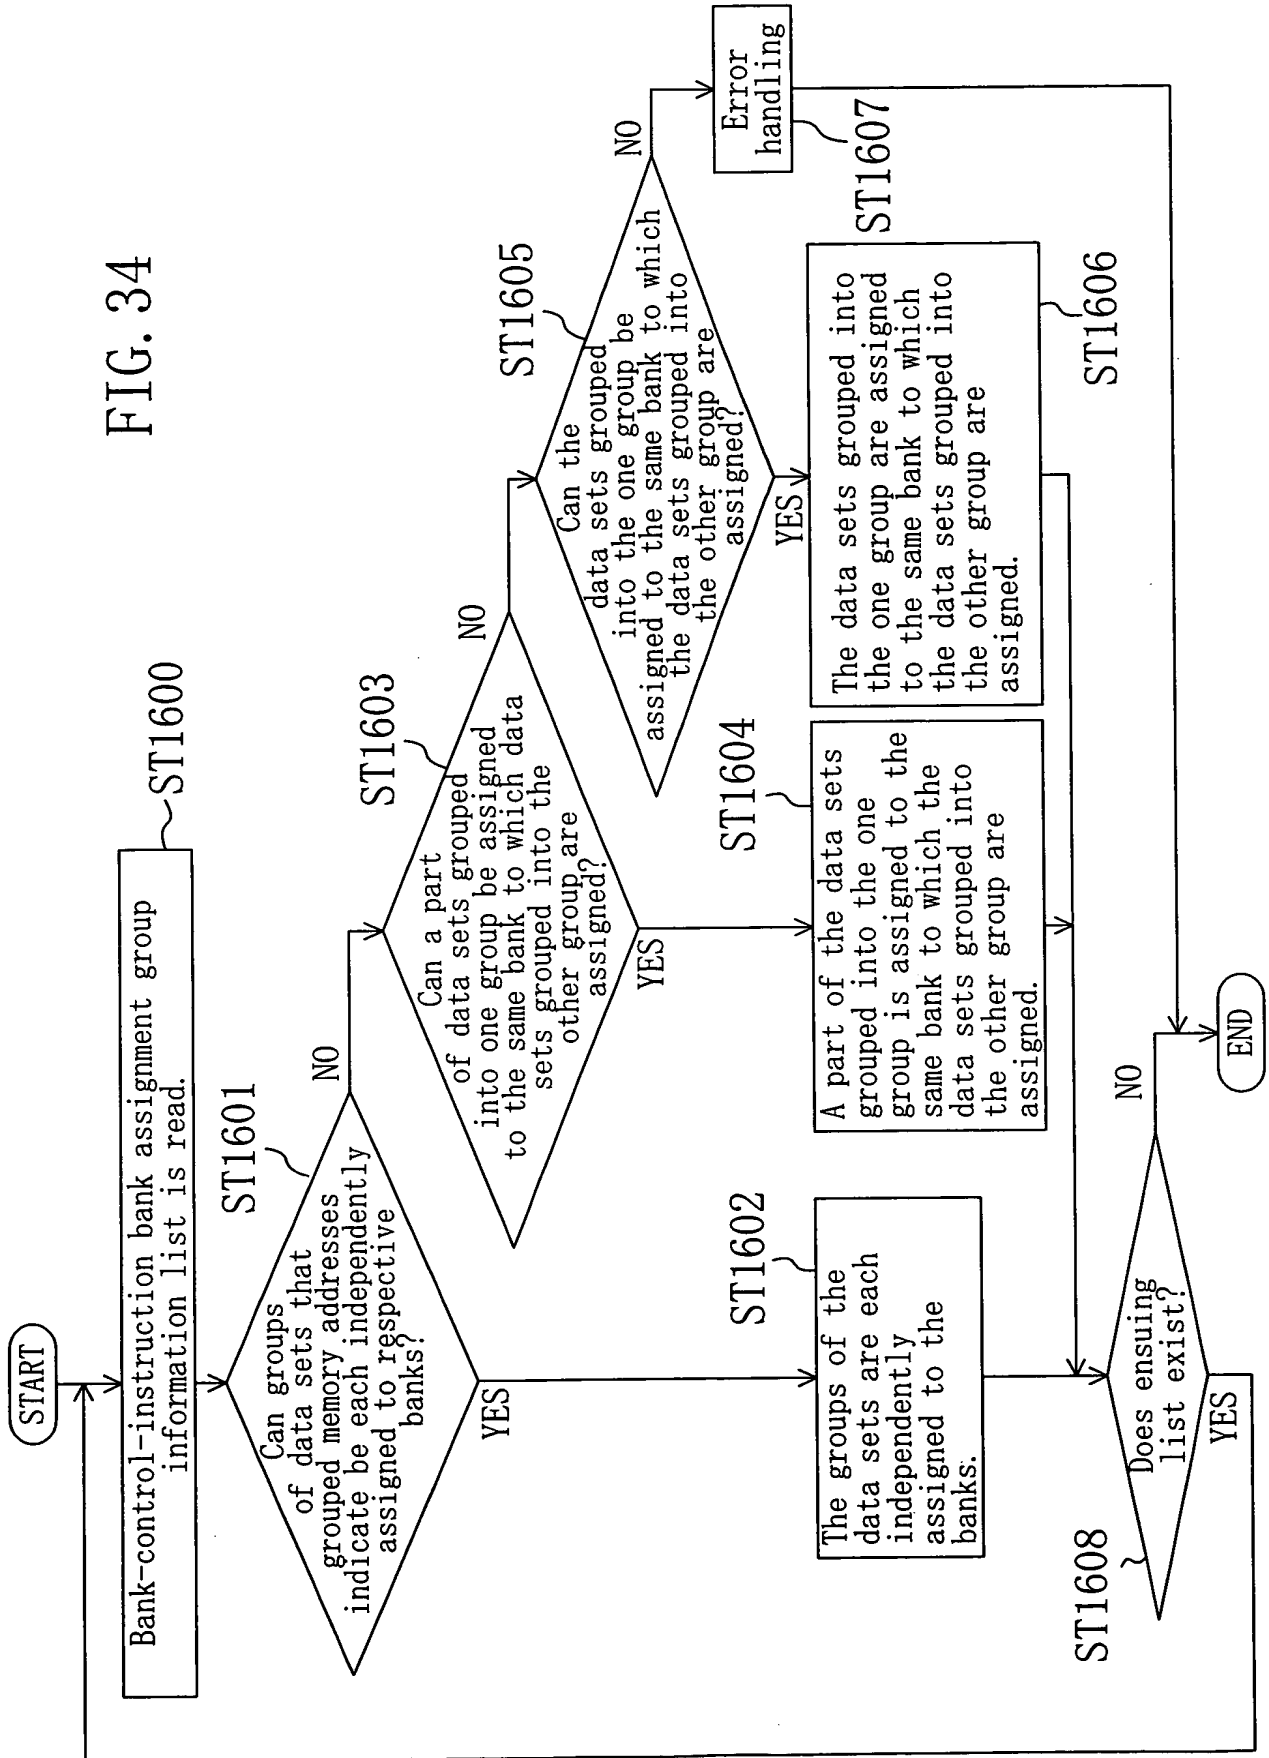 FIG. 34
START
Bank-control-instruction bank assignment group
information list is read.
ST1600
Can groups
of data sets that
grouped memory addresses
indicate be each independently
assigned to respective
banks?
ST1601
NO
YES
The groups of the
data sets are each
independently
assigned to the
banks.
ST1602
Can a part
of data sets grouped
into one group be assigned
to the same bank to which data
sets grouped into the
other group are
assigned?
ST1603
NO
YES
A part of the data sets
grouped into the one
group is assigned to the
same bank to which the
data sets grouped into
the other group are
assigned.
ST1604
Can the
data sets grouped
into the one group be
assigned to the same bank to which
the data sets grouped into
the other group are
assigned?
ST1605
NO
YES
The data sets grouped into
the one group are assigned
to the same bank to which
the data sets grouped into
the other group are
assigned.
ST1606
Error
handling
ST1607
Does ensuing
list exist?
ST1608
NO
YES
END